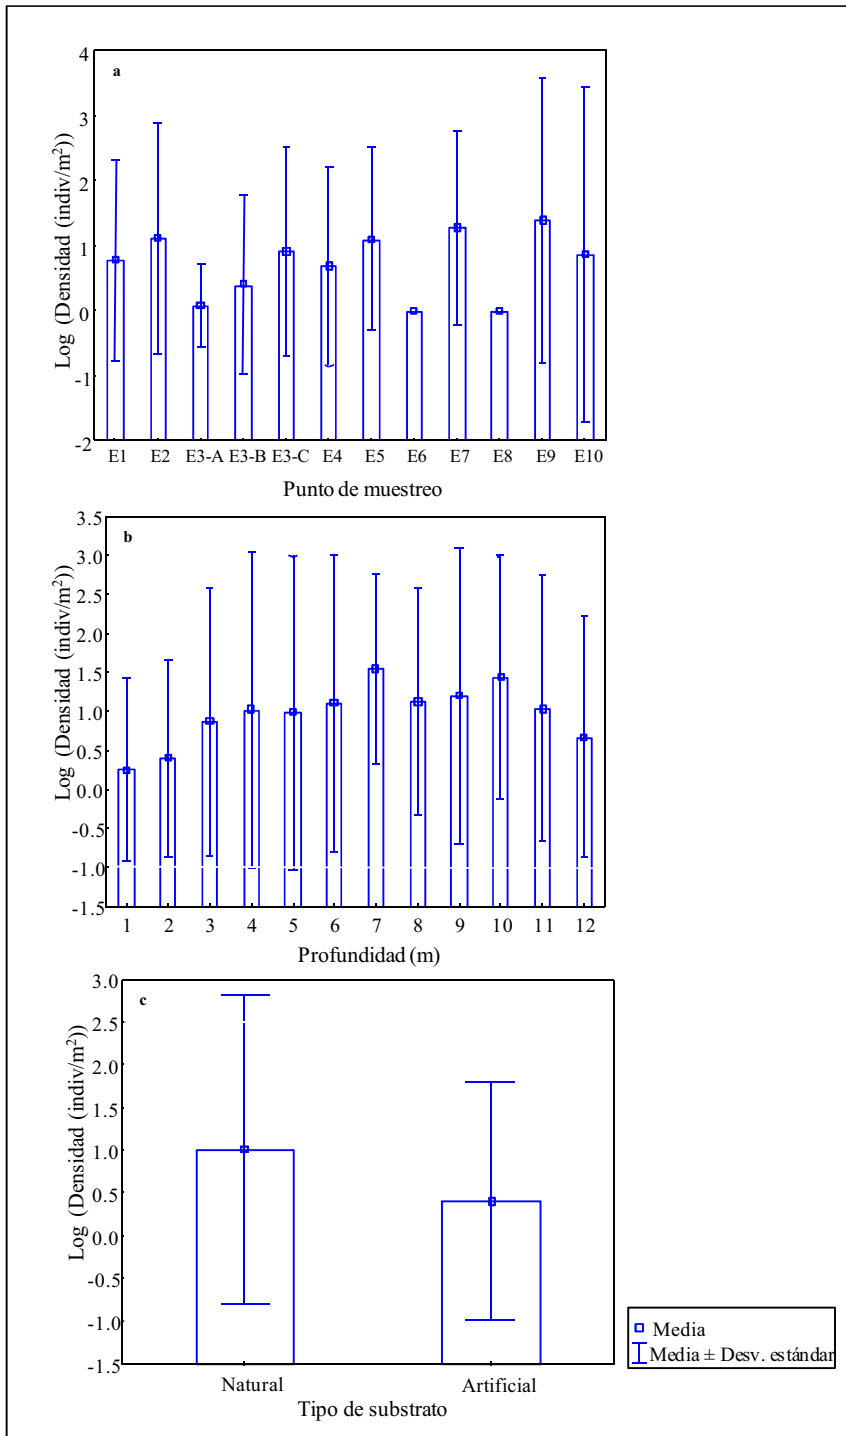 a
Log (Densidad (indiv/m²))
4
3
2
1
0
-1
-2
E1 E2 E3-A E3-B E3-C E4 E5 E6 E7 E8 E9 E10
Punto de muestreo
b
Log (Densidad (indiv/m²))
3.5
3.0
2.5
2.0
1.5
1.0
0.5
0.0
-0.5
-1.0
-1.5
1 2 3 4 5 6 7 8 9 10 11 12
Profundidad (m)
c
Log (Densidad (indiv/m²))
3.0
2.5
2.0
1.5
1.0
0.5
0.0
-0.5
-1.0
-1.5
Natural Artificial
Tipo de substrato
Media
Media ± Desv. estándar